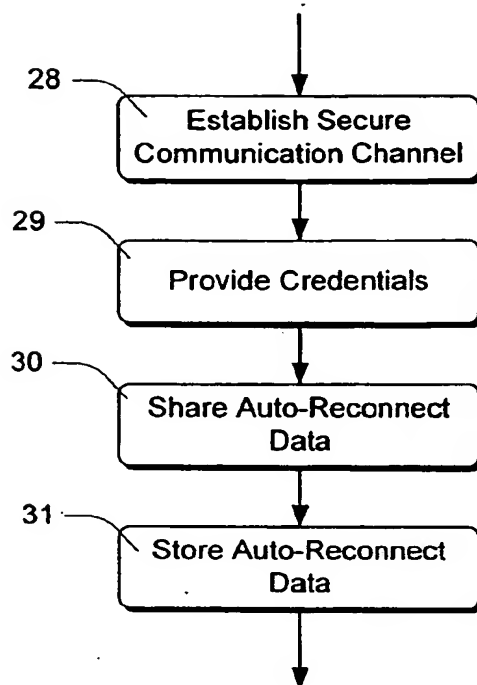 28
Establish Secure
Communication Channel
29
Provide Credentials
30
Share Auto-Reconnect
Data
31
Store Auto-Reconnect
Data